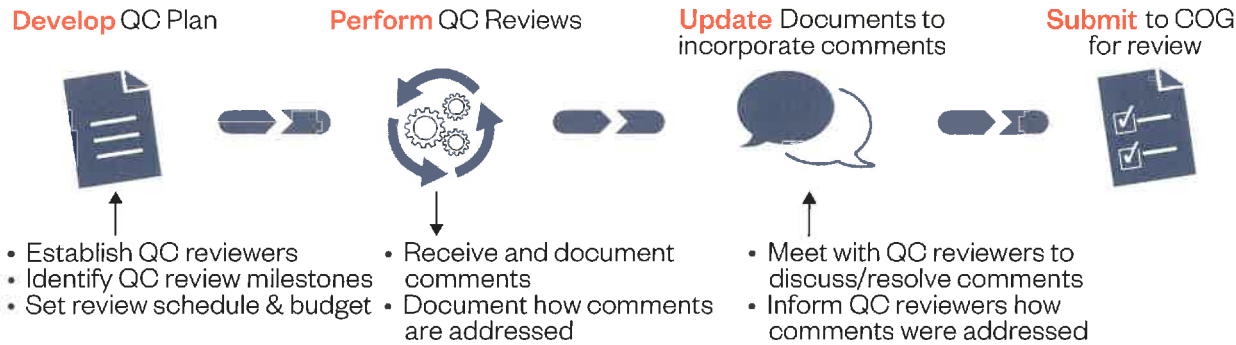 Develop QC Plan
Perform QC Reviews
Update Documents to
incorporate comments
Submit to COG
for review
• Establish QC reviewers
• Identify QC review milestones
• Set review schedule & budget
• Receive and document
comments
• Document how comments
are addressed
• Meet with QC reviewers to
discuss/resolve comments
• Inform QC reviewers how
comments were addressed